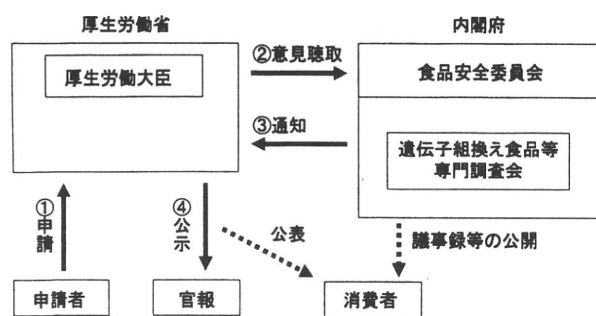 厚生労働省
内閣府
厚生労働大臣
②意見聴取
食品安全委員会
③通知
遺伝子組換え食品等
専門調査会
①申請
④公示
公表
議事録等の公開
申請者
官報
消費者